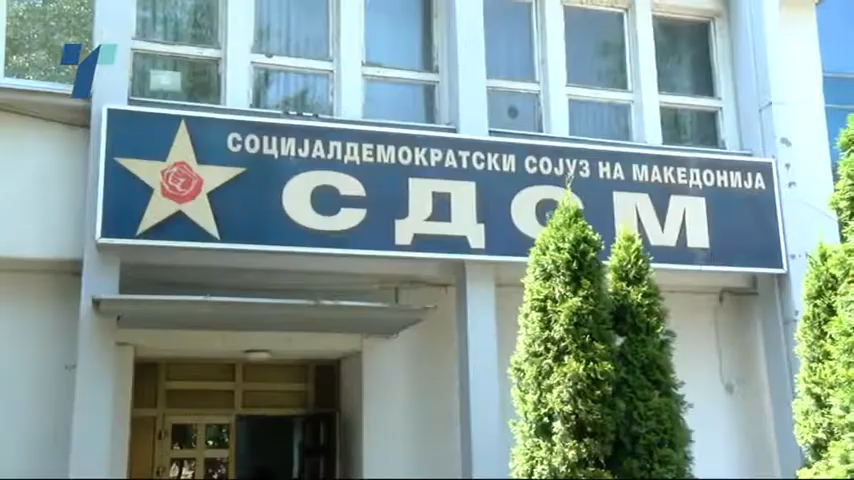 СОЦИЈАЛДЕМОКРАТСКИ СОЈУЗ НА МАКЕДОНИЈА
СДСМ